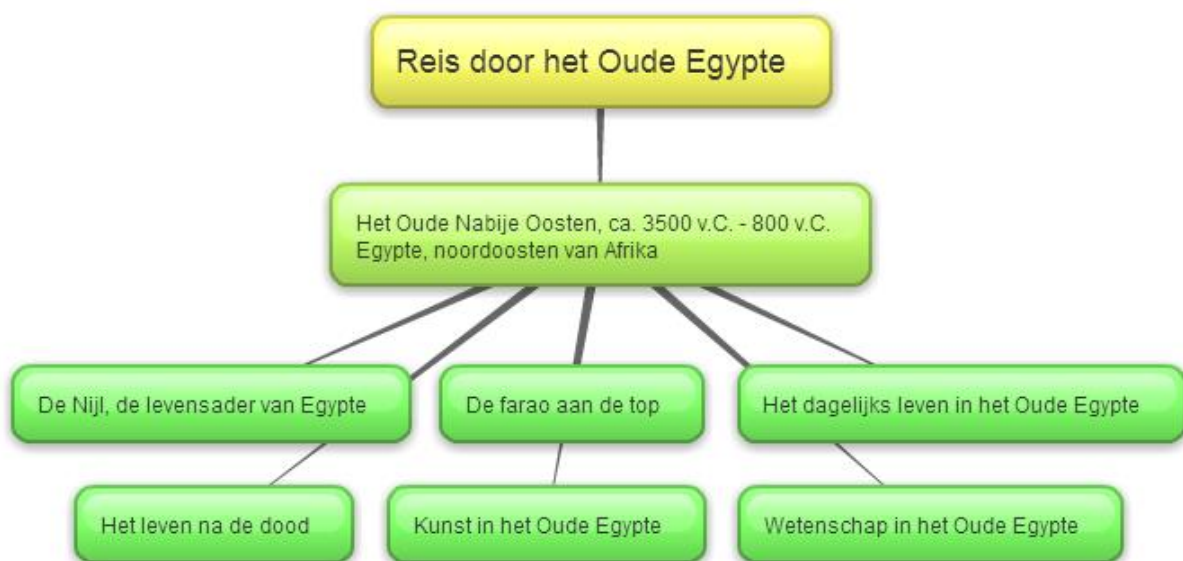 Reis door het Oude Egypte
Het Oude Nabije Oosten, ca. 3500 v.C. - 800 v.C.
Egypte, noordoosten van Afrika
De Nijl, de levensader van Egypte
De farao aan de top
Het dagelijks leven in het Oude Egypte
Het leven na de dood
Kunst in het Oude Egypte
Wetenschap in het Oude Egypte